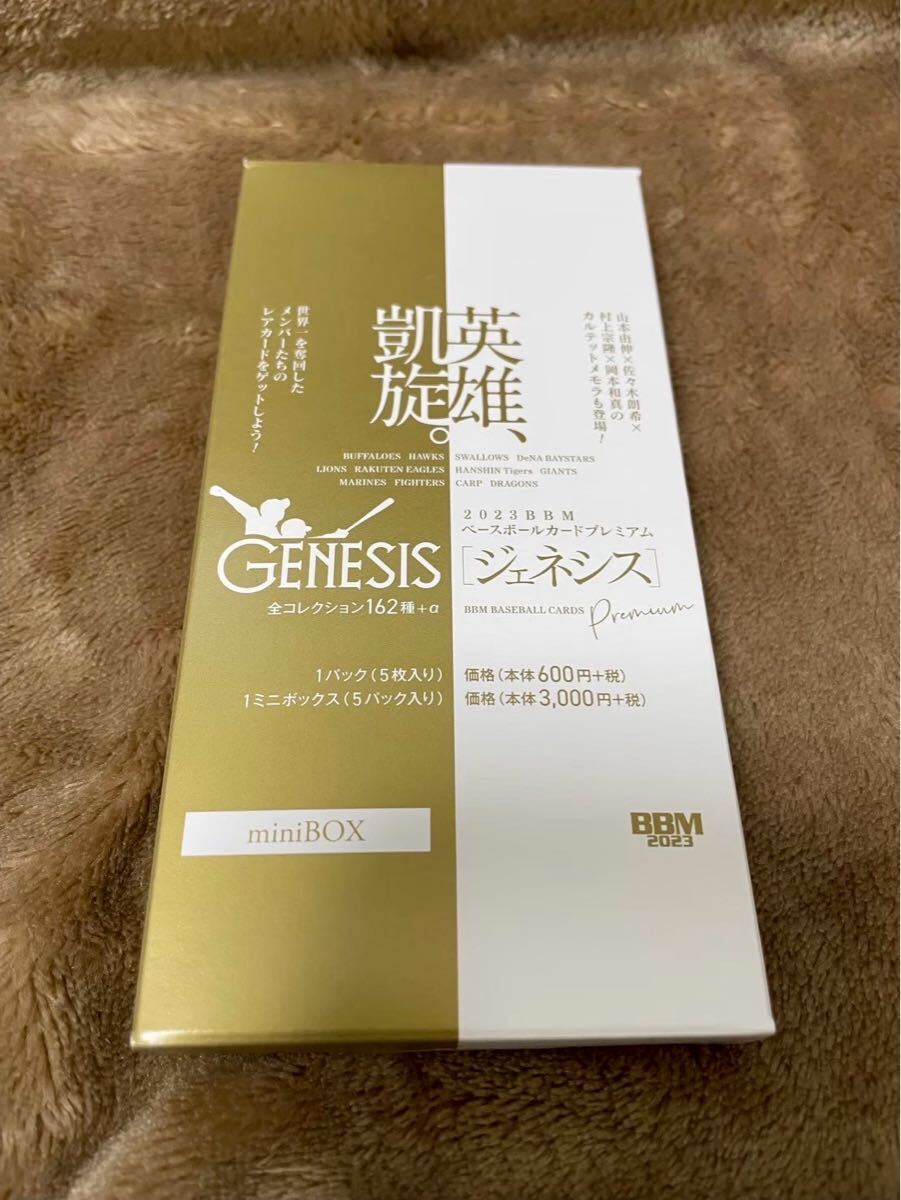 英雄、
凱旋。
山本由伸×佐々木朗希×
村上宗隆×岡本和真の
カルテットメモラも登場!
世界一を奪回した
メンバーたちの
レアカードをゲットしよう!
BUFFALOES HAWKS SWALLOWS DeNA BAYSTARS
LIONS RAKUTEN EAGLES HANSHIN Tigers GIANTS
MARINES FIGHTERS CARP DRAGONS
GENESIS
全コレクション162種+α
2023BBM
ベースボールカードプレミアム
[ジェネシス]
BBM BASEBALL CARDS Premium
1パック(5枚入り) 価格(本体600円+税)
1ミニボックス(5パック入り) 価格(本体3,000円+税)
miniBOX
BBM
2023